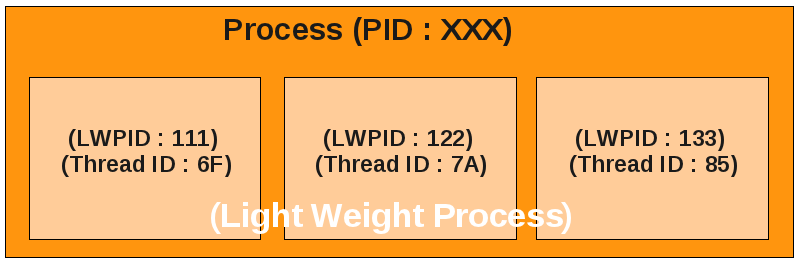 Process (PID : XXX)
(LWPID : 111)
(Thread ID : 6F)
(LWPID : 122)
(Thread ID : 7A)
(LWPID : 133)
(Thread ID : 85)
(Light Weight Process)